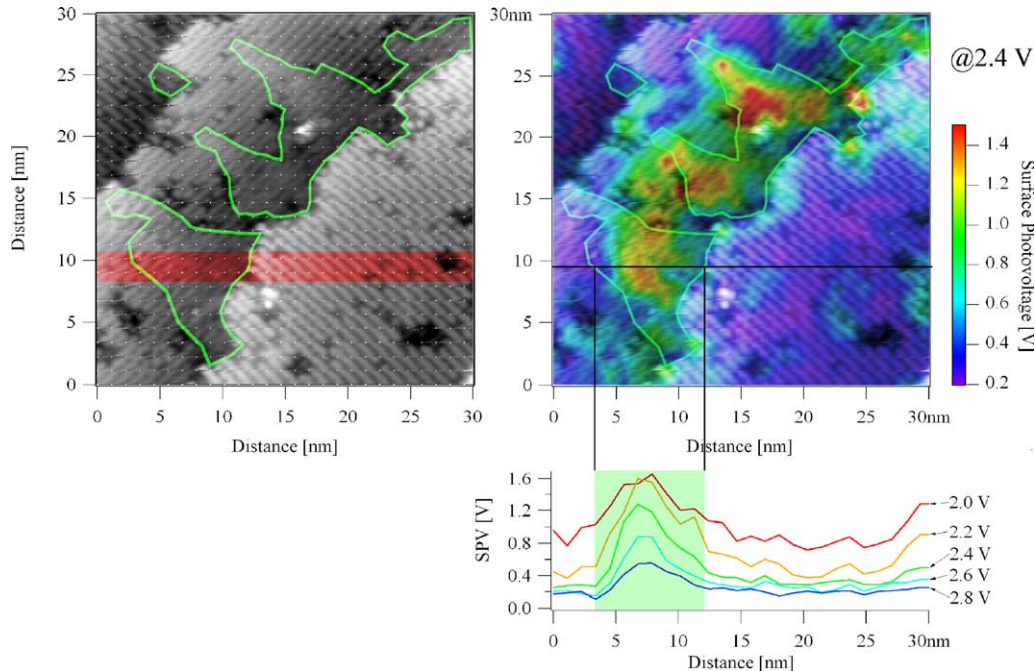 30
25
20
15
10
5
0
Distance [nm]
0 5 10 15 20 25 30
Distance [nm]
30nm
25
20
15
10
5
0
0 5 10 15 20 25 30nm
Distance [nm]
@2.4 V
1.4
1.2
1.0
0.8
0.6
0.4
0.2
Surface Photovoltage [V]
1.6
1.2
0.8
0.4
0.0
SPV [V]
2.0 V
2.2 V
2.4 V
2.6 V
2.8 V
0 5 10 15 20 25 30nm
Distance [nm]